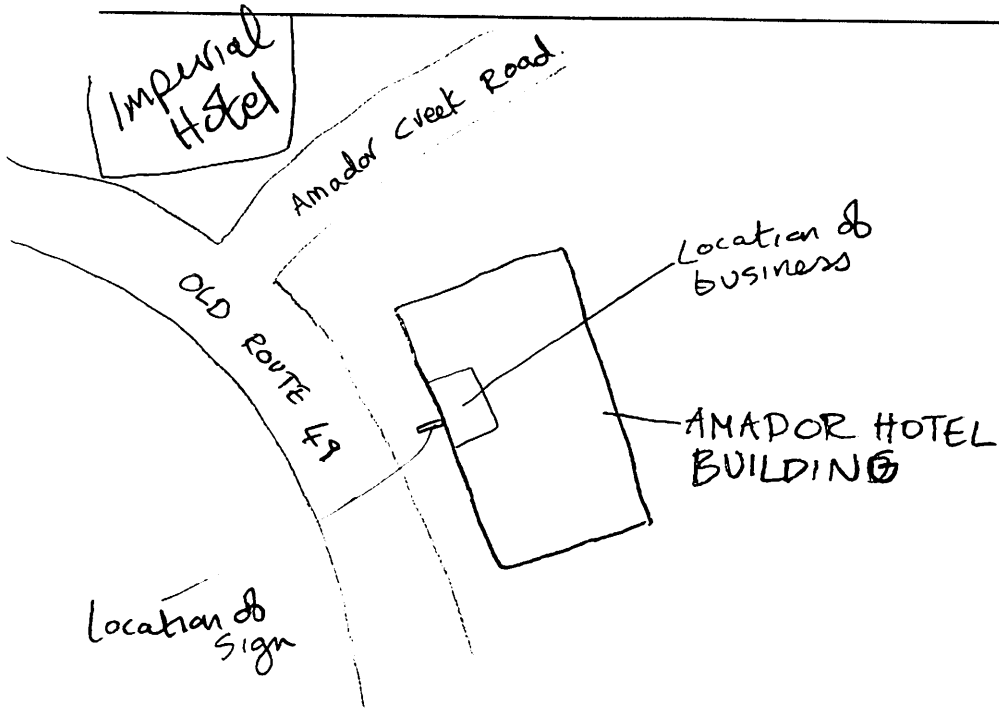 Imperial
Hotel
Amador Creek Road.
Location of
business
OLD ROUTE 49
AMADOR HOTEL
BUILDING
Location of
sign